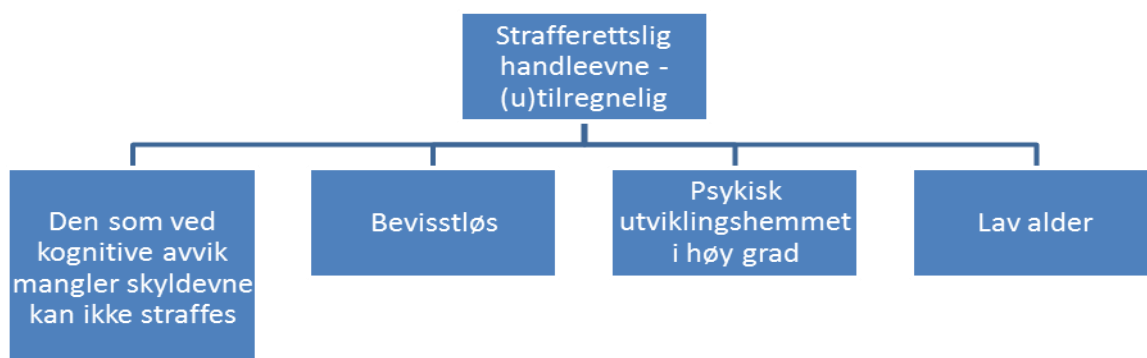 Strafferettslig
handleevne -
(u)tilregnelig
Den som ved
kognitive avvik
mangler skyldevne
kan ikke straffes
Bevisstløs
Psykisk
utviklingshemmet
i høy grad
Lav alder